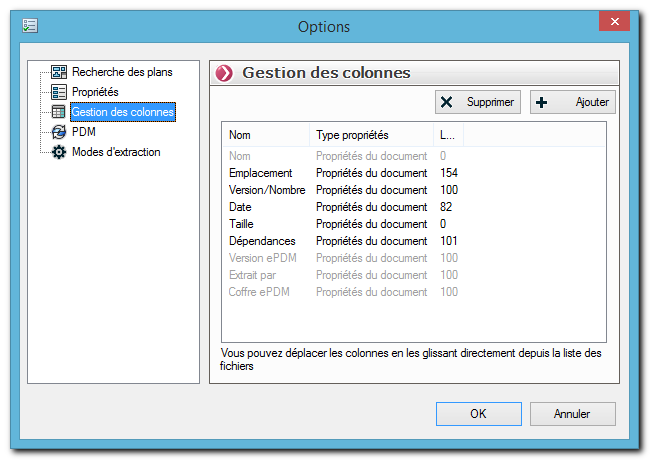 Options
Recherche des plans
Propriétés
Gestion des colonnes
PDM
Modes d'extraction
Gestion des colonnes
Supprimer
Ajouter
Nom Type propriétés L...
Nom Propriétés du document 0
Emplacement Propriétés du document 154
Version/Nombre Propriétés du document 100
Date Propriétés du document 82
Taille Propriétés du document 0
Dépendances Propriétés du document 101
Version ePDM Propriétés du document 100
Extrait par Propriétés du document 100
Coffre ePDM Propriétés du document 100
Vous pouvez déplacer les colonnes en les glissant directement depuis la liste des
fichiers
OK
Annuler